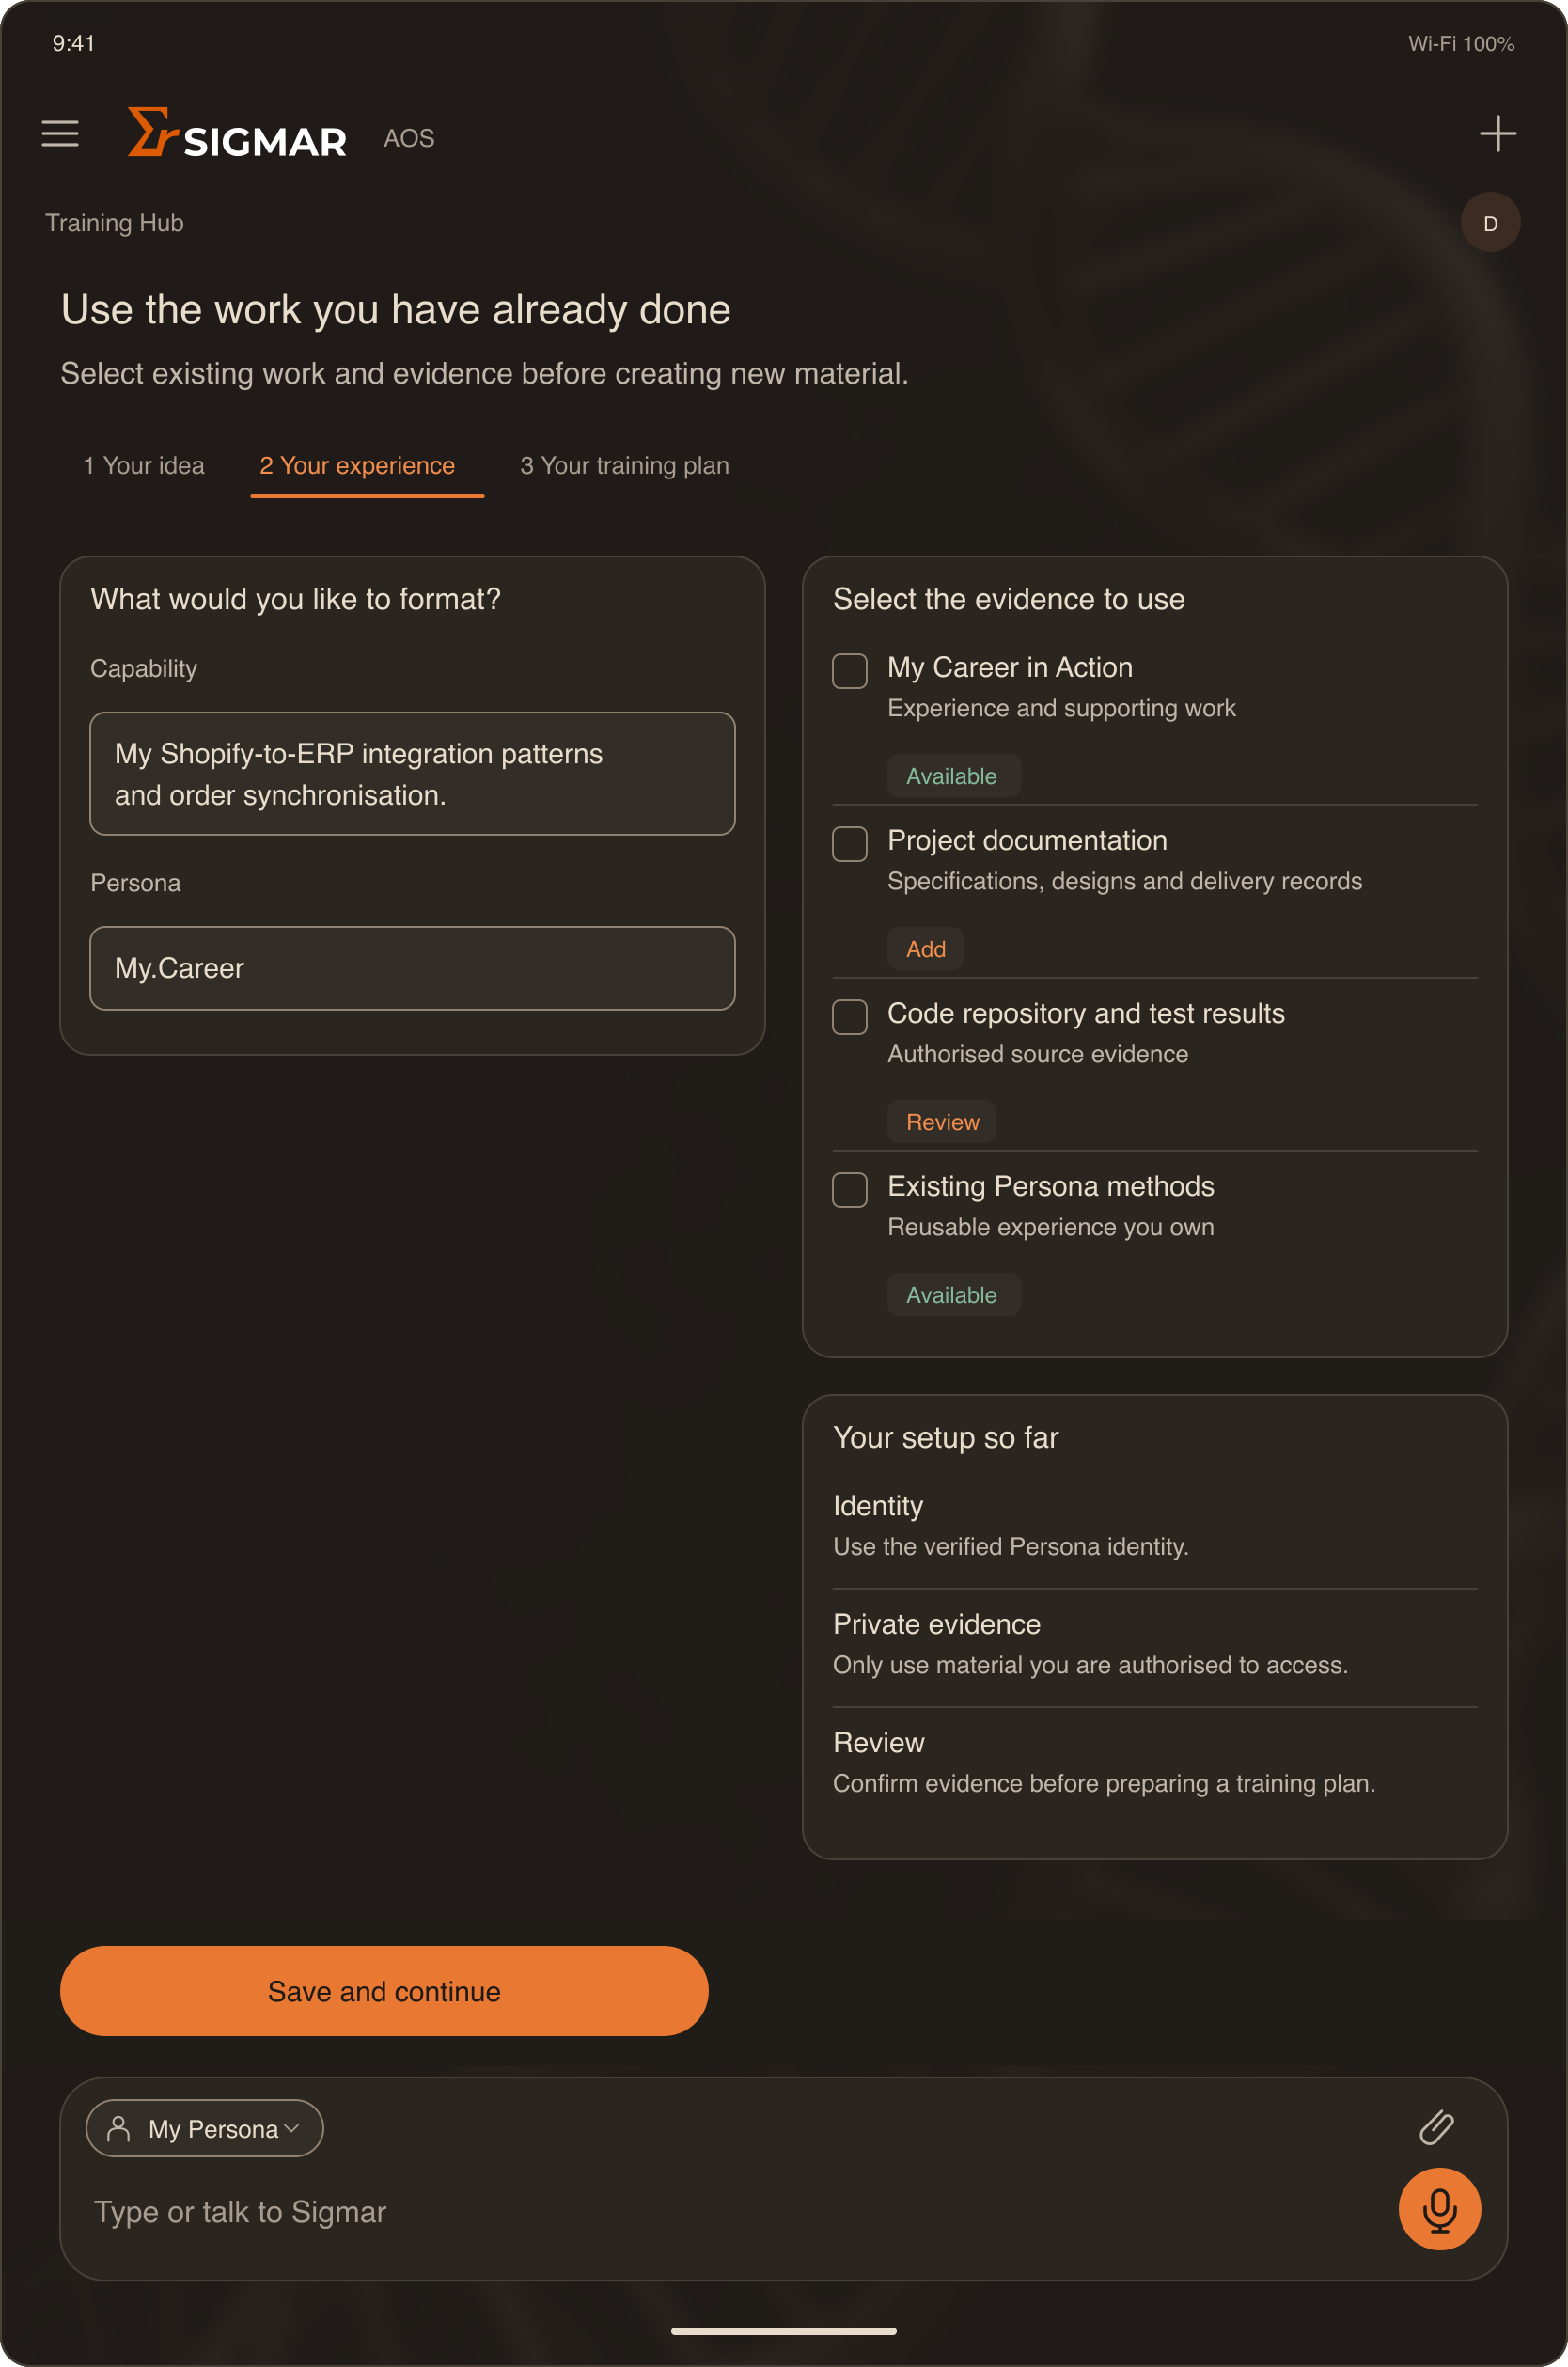 9:41
Wi-Fi 100%
Σr SIGMAR AOS
Training Hub
D
Use the work you have already done
Select existing work and evidence before creating new material.
1 Your idea
2 Your experience
3 Your training plan
What would you like to format?
Capability
My Shopify-to-ERP integration patterns
and order synchronisation.
Persona
My.Career
Select the evidence to use
My Career in Action
Experience and supporting work
Available
Project documentation
Specifications, designs and delivery records
Add
Code repository and test results
Authorised source evidence
Review
Existing Persona methods
Reusable experience you own
Available
Your setup so far
Identity
Use the verified Persona identity.
Private evidence
Only use material you are authorised to access.
Review
Confirm evidence before preparing a training plan.
Save and continue
My Persona
Type or talk to Sigmar